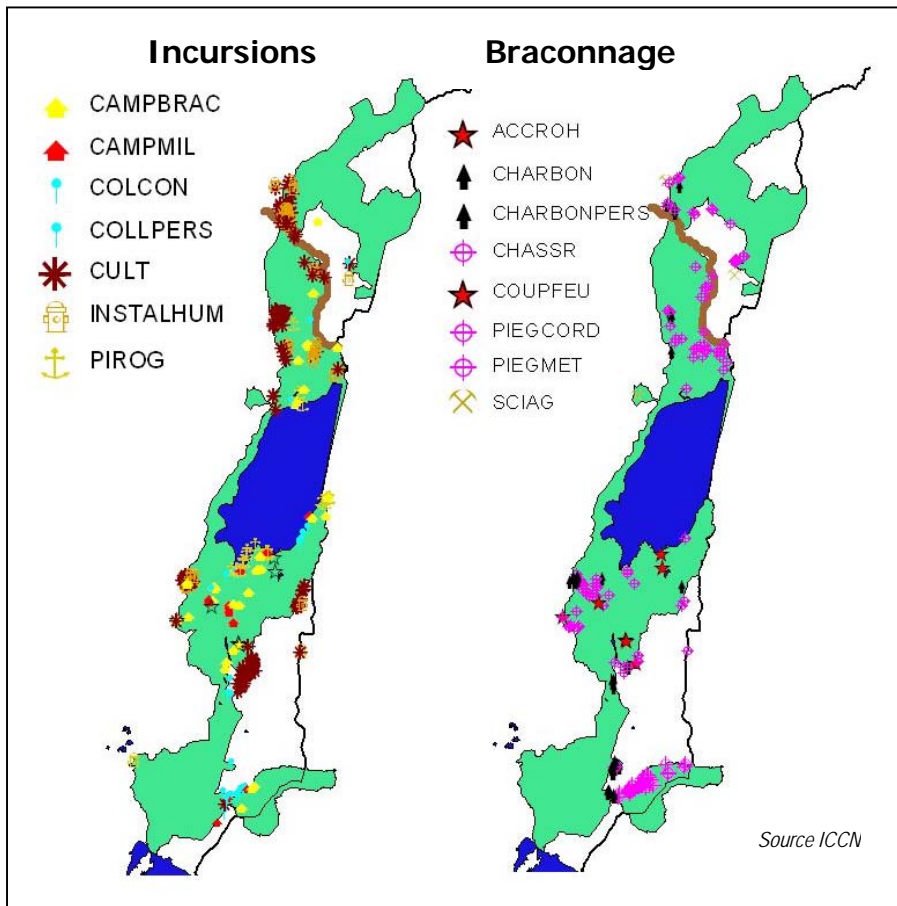 Incursions
CAMPBRAC
CAMPMIL
COLCON
COLLPERS
CULT
INSTALHUM
PIROG
Braconnage
ACCROH
CHARBON
CHARBONPERS
CHASSR
COUPFEU
PIEGCORD
PIEGMET
SCIAG
Source ICCN